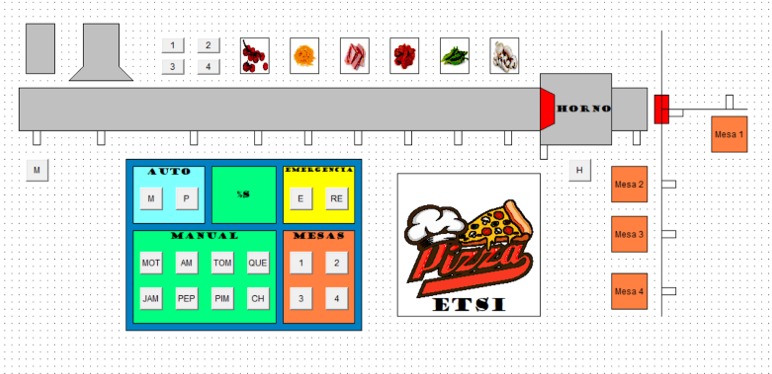 1 2
3 4
HORNO
Mesa 1
M
H
AUTO
M P
%S
EMERGENCIA
E RE
Mesa 2
MANUAL
MOT AM TOM QUE
JAM PEP PIM CH
MESAS
1 2
3 4
Pizza
ETSI
Mesa 3
Mesa 4